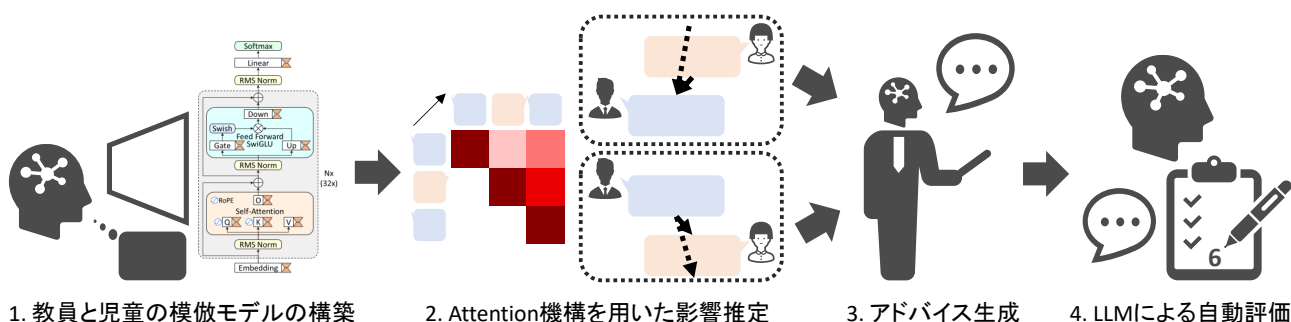 Softmax
Linear
RMS Norm
Down
Swish
Feed Forward
SwiGLU
Gate
Up
RMS Norm
Nx
(32x)
O
RoPE
Self-Attention
Q
K
V
RMS Norm
Embedding
6
1. 教員と児童の模倣モデルの構築
2. Attention機構を用いた影響推定
3. アドバイス生成
4. LLMによる自動評価